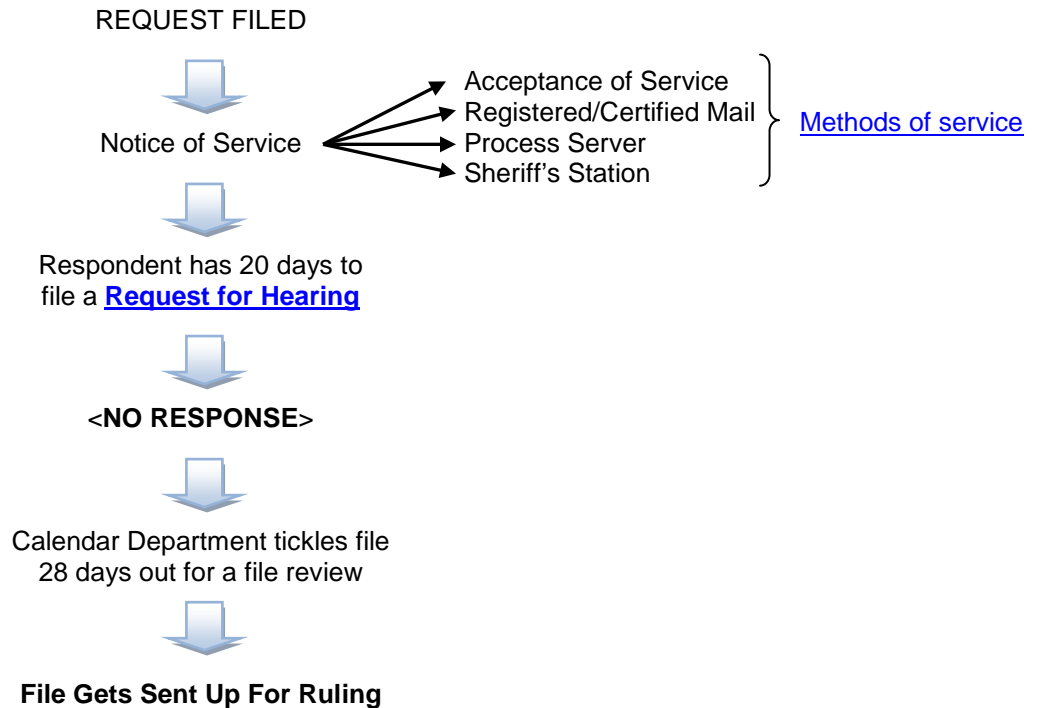 REQUEST FILED
Notice of Service
Acceptance of Service
Registered/Certified Mail
Process Server
Sheriff’s Station
Methods of service
Respondent has 20 days to
file a Request for Hearing
<NO RESPONSE>
Calendar Department tickles file
28 days out for a file review
File Gets Sent Up For Ruling